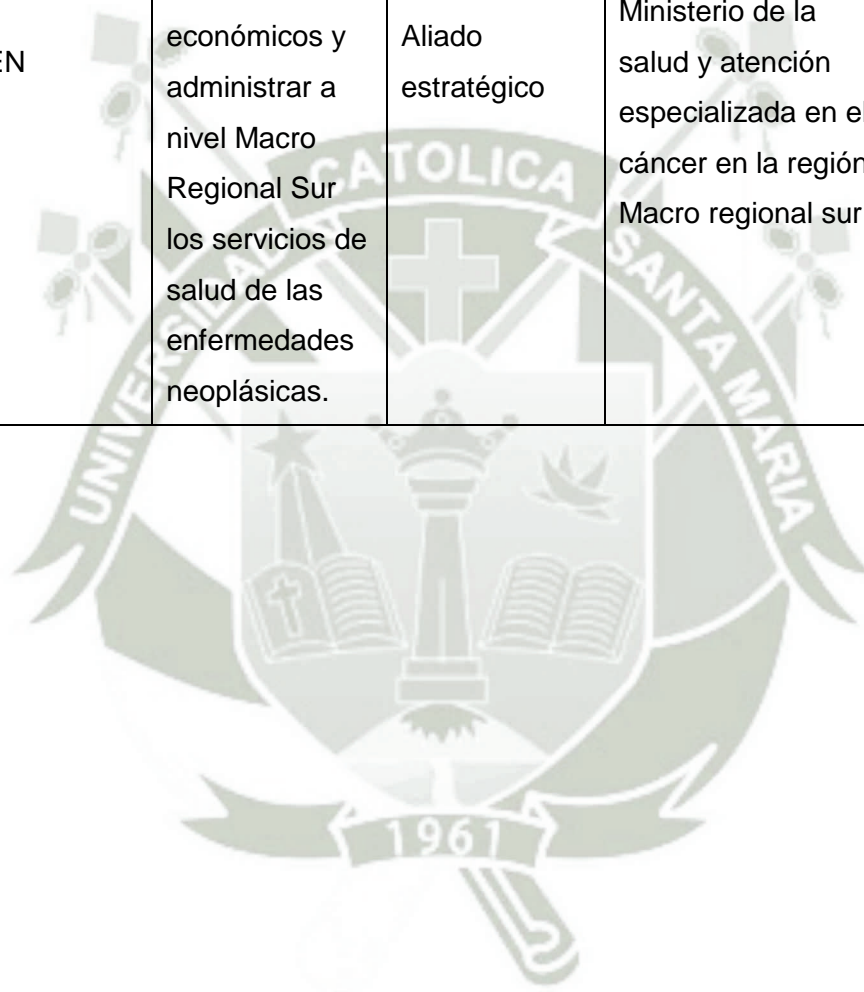 EN
económicos y
administrar a
nivel Macro
Regional Sur
los servicios de
salud de las
enfermedades
neoplásicas.
Aliado
estratégico
Ministerio de la
salud y atención
especializada en el
cáncer en la región
Macro regional sur
UNIVERSIDAD CATOLICA SANTA MARIA
1961